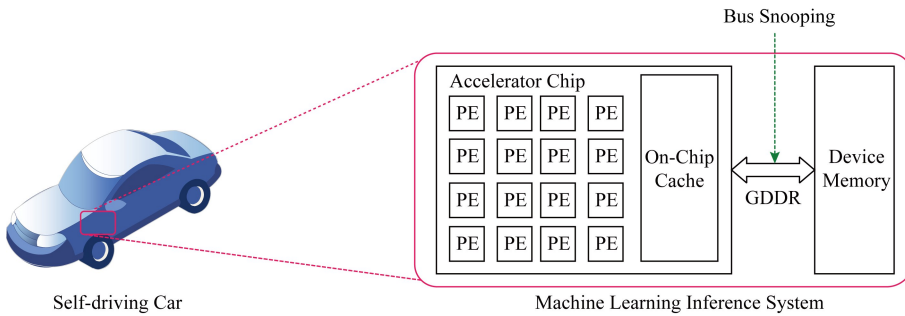 Bus Snooping
Accelerator Chip
PE PE PE PE
PE PE PE PE
PE PE PE PE
PE PE PE PE
On-Chip
Cache
GDDR
Device
Memory
Self-driving Car
Machine Learning Inference System